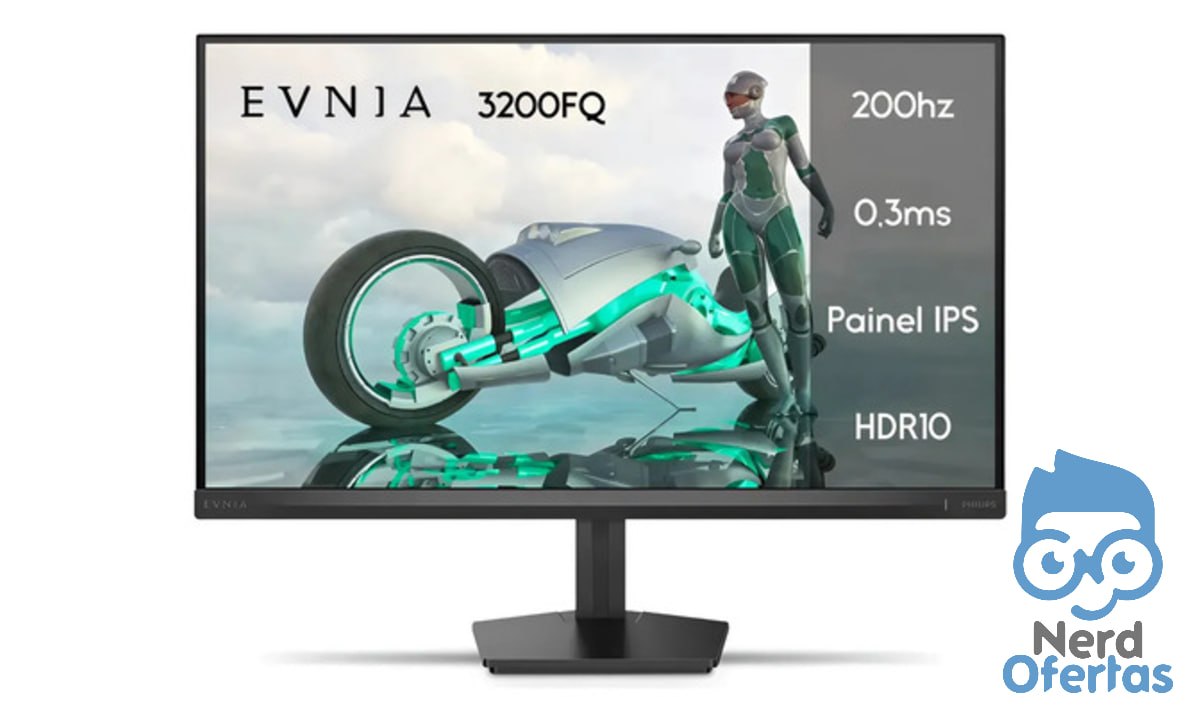 EVNIA 3200FQ
200hz
0,3ms
Painel IPS
HDR10
EVNIA PHILIPS
Nerd
Ofertas